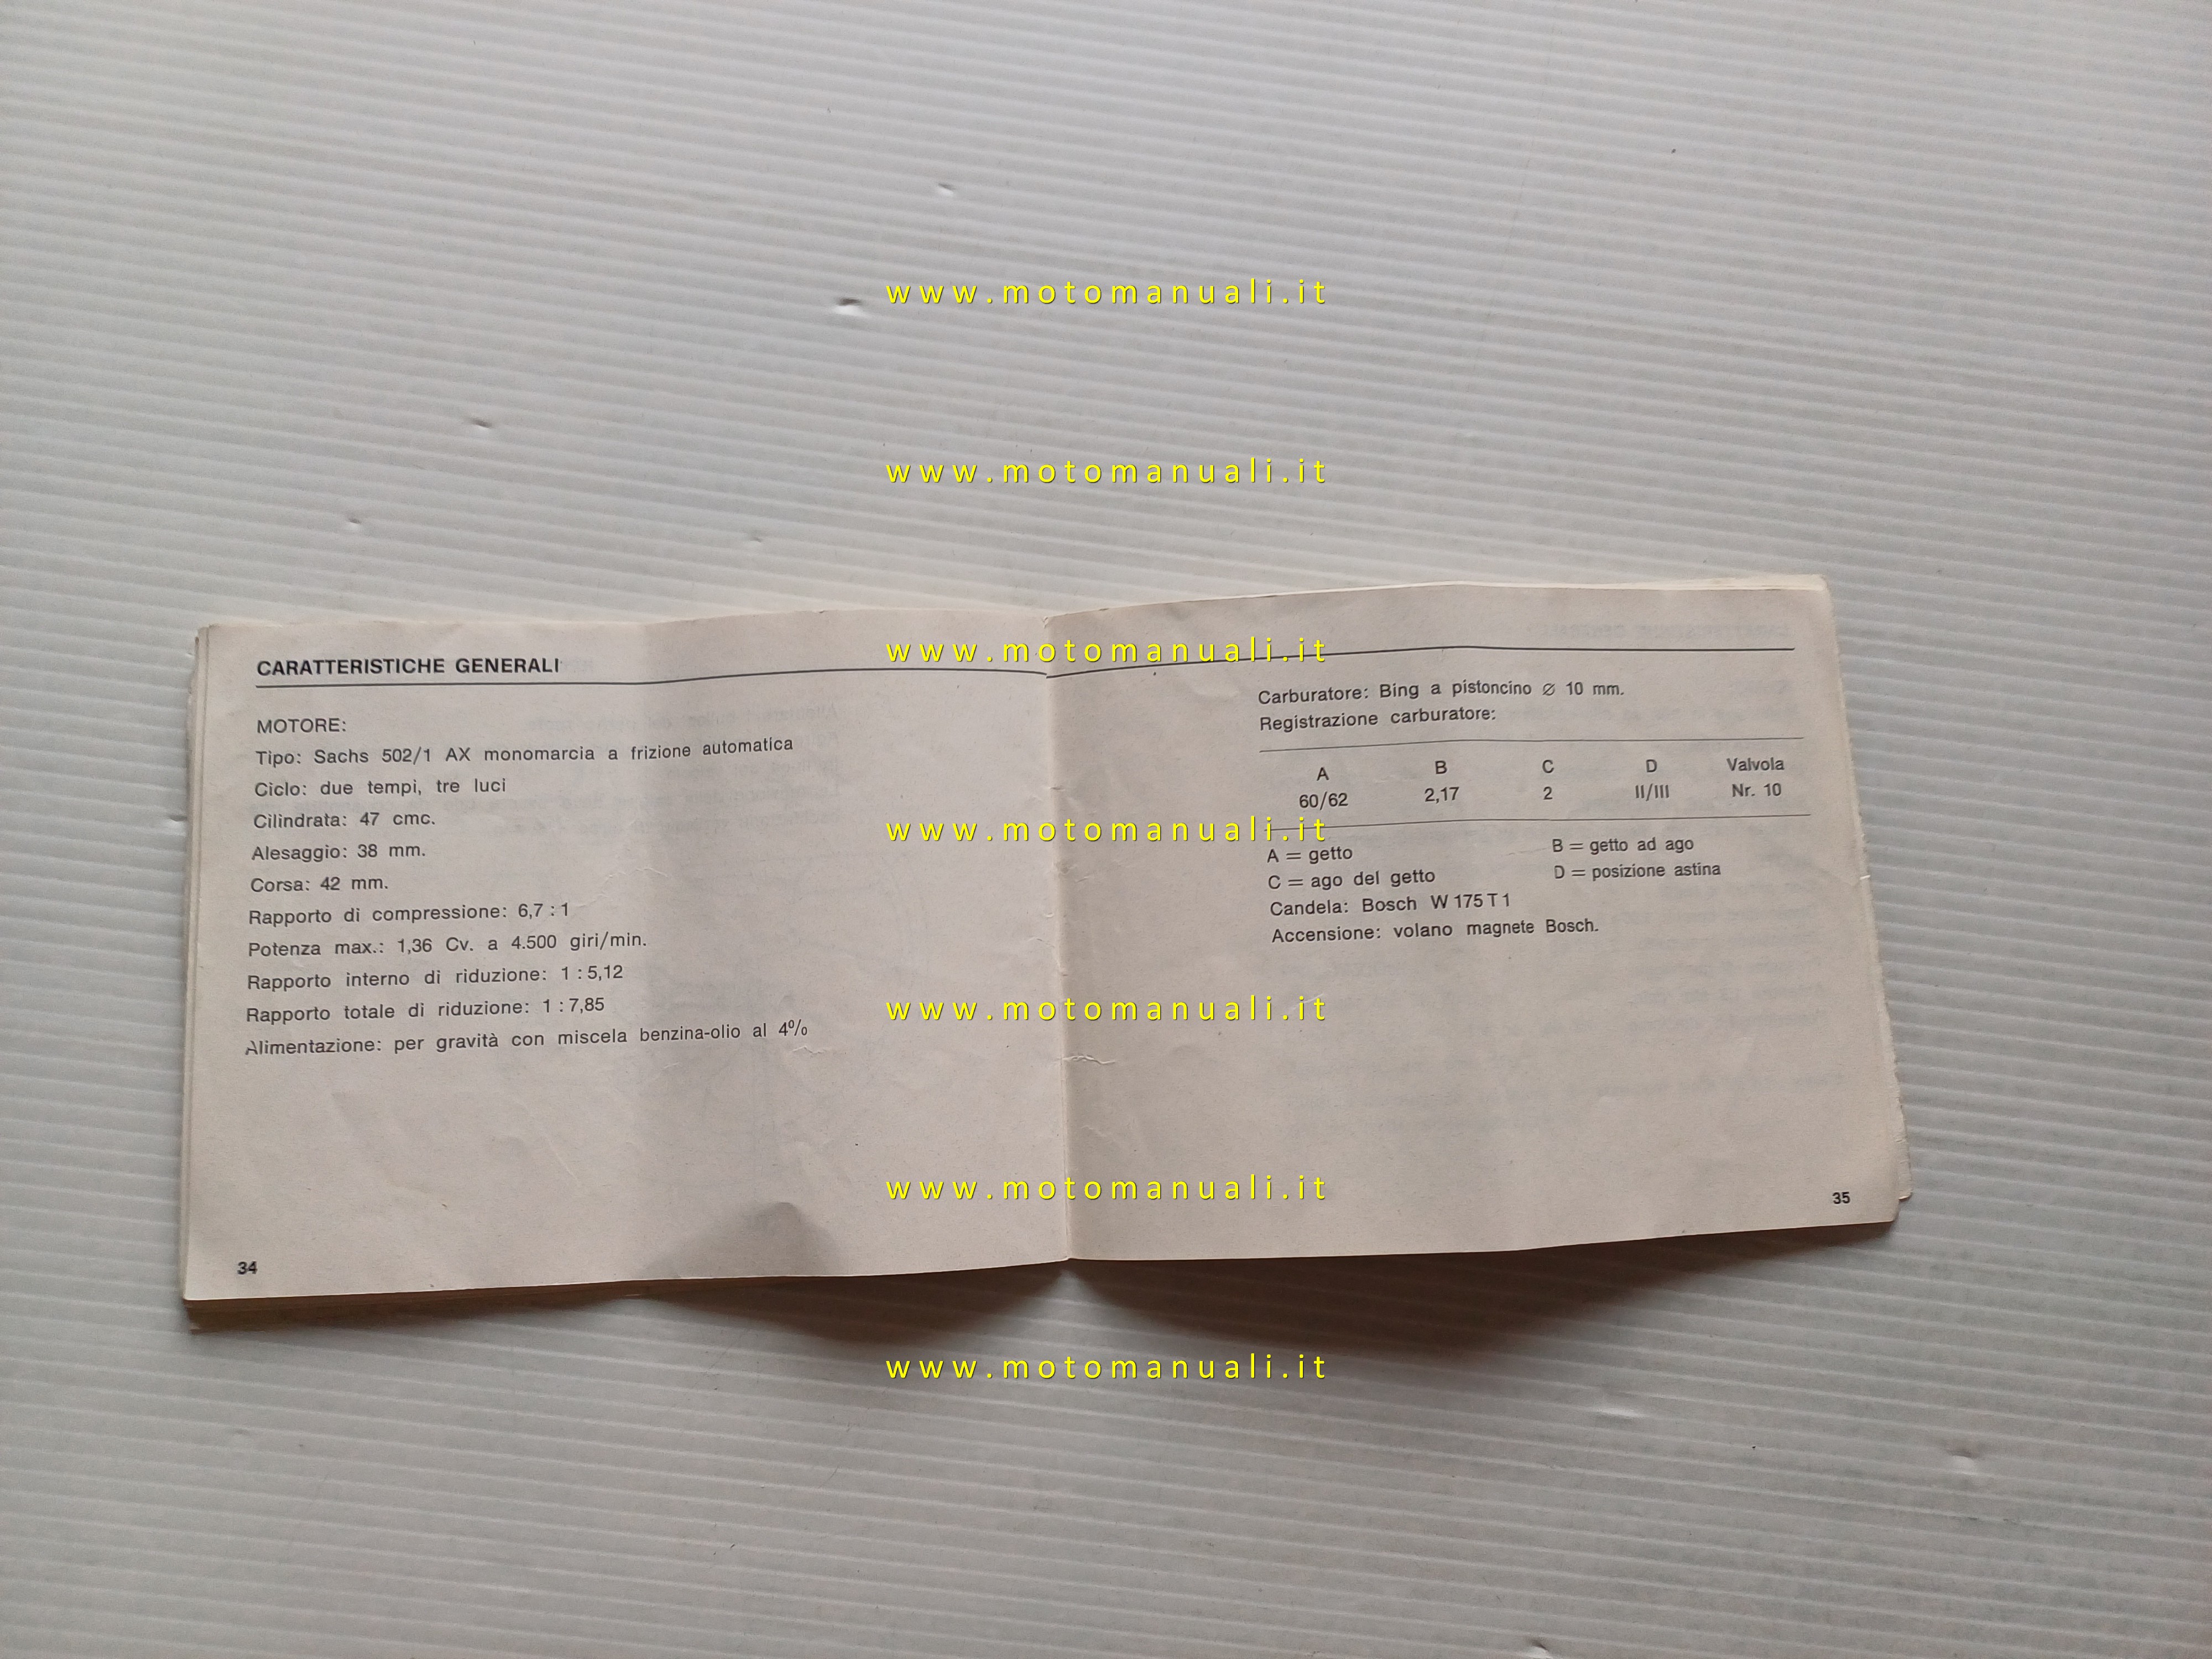 www.motomanuali.it
www.motomanuali.it
www.motomanuali.it
CARATTERISTICHE GENERALI
MOTORE:
Tipo: Sachs 502/1 AX monomarcia a frizione automatica
Ciclo: due tempi, tre luci
Cilindrata: 47 cmc.
Alesaggio: 38 mm.
Corsa: 42 mm.
Rapporto di compressione: 6,7 : 1
Potenza max.: 1,36 Cv. a 4.500 giri/min.
Rapporto interno di riduzione: 1 : 5,12
Rapporto totale di riduzione: 1 : 7,85
Alimentazione: per gravità con miscela benzina-olio al 4%
34
Carburatore: Bing a pistoncino ∅ 10 mm.
Registrazione carburatore:
A B C D Valvola
60/62 2,17 2 II/III Nr. 10
www.motomanuali.it
A = getto B = getto ad ago
C = ago del getto D = posizione astina
Candela: Bosch W 175 T 1
Accensione: volano magnete Bosch.
www.motomanuali.it
www.motomanuali.it
35
www.motomanuali.it